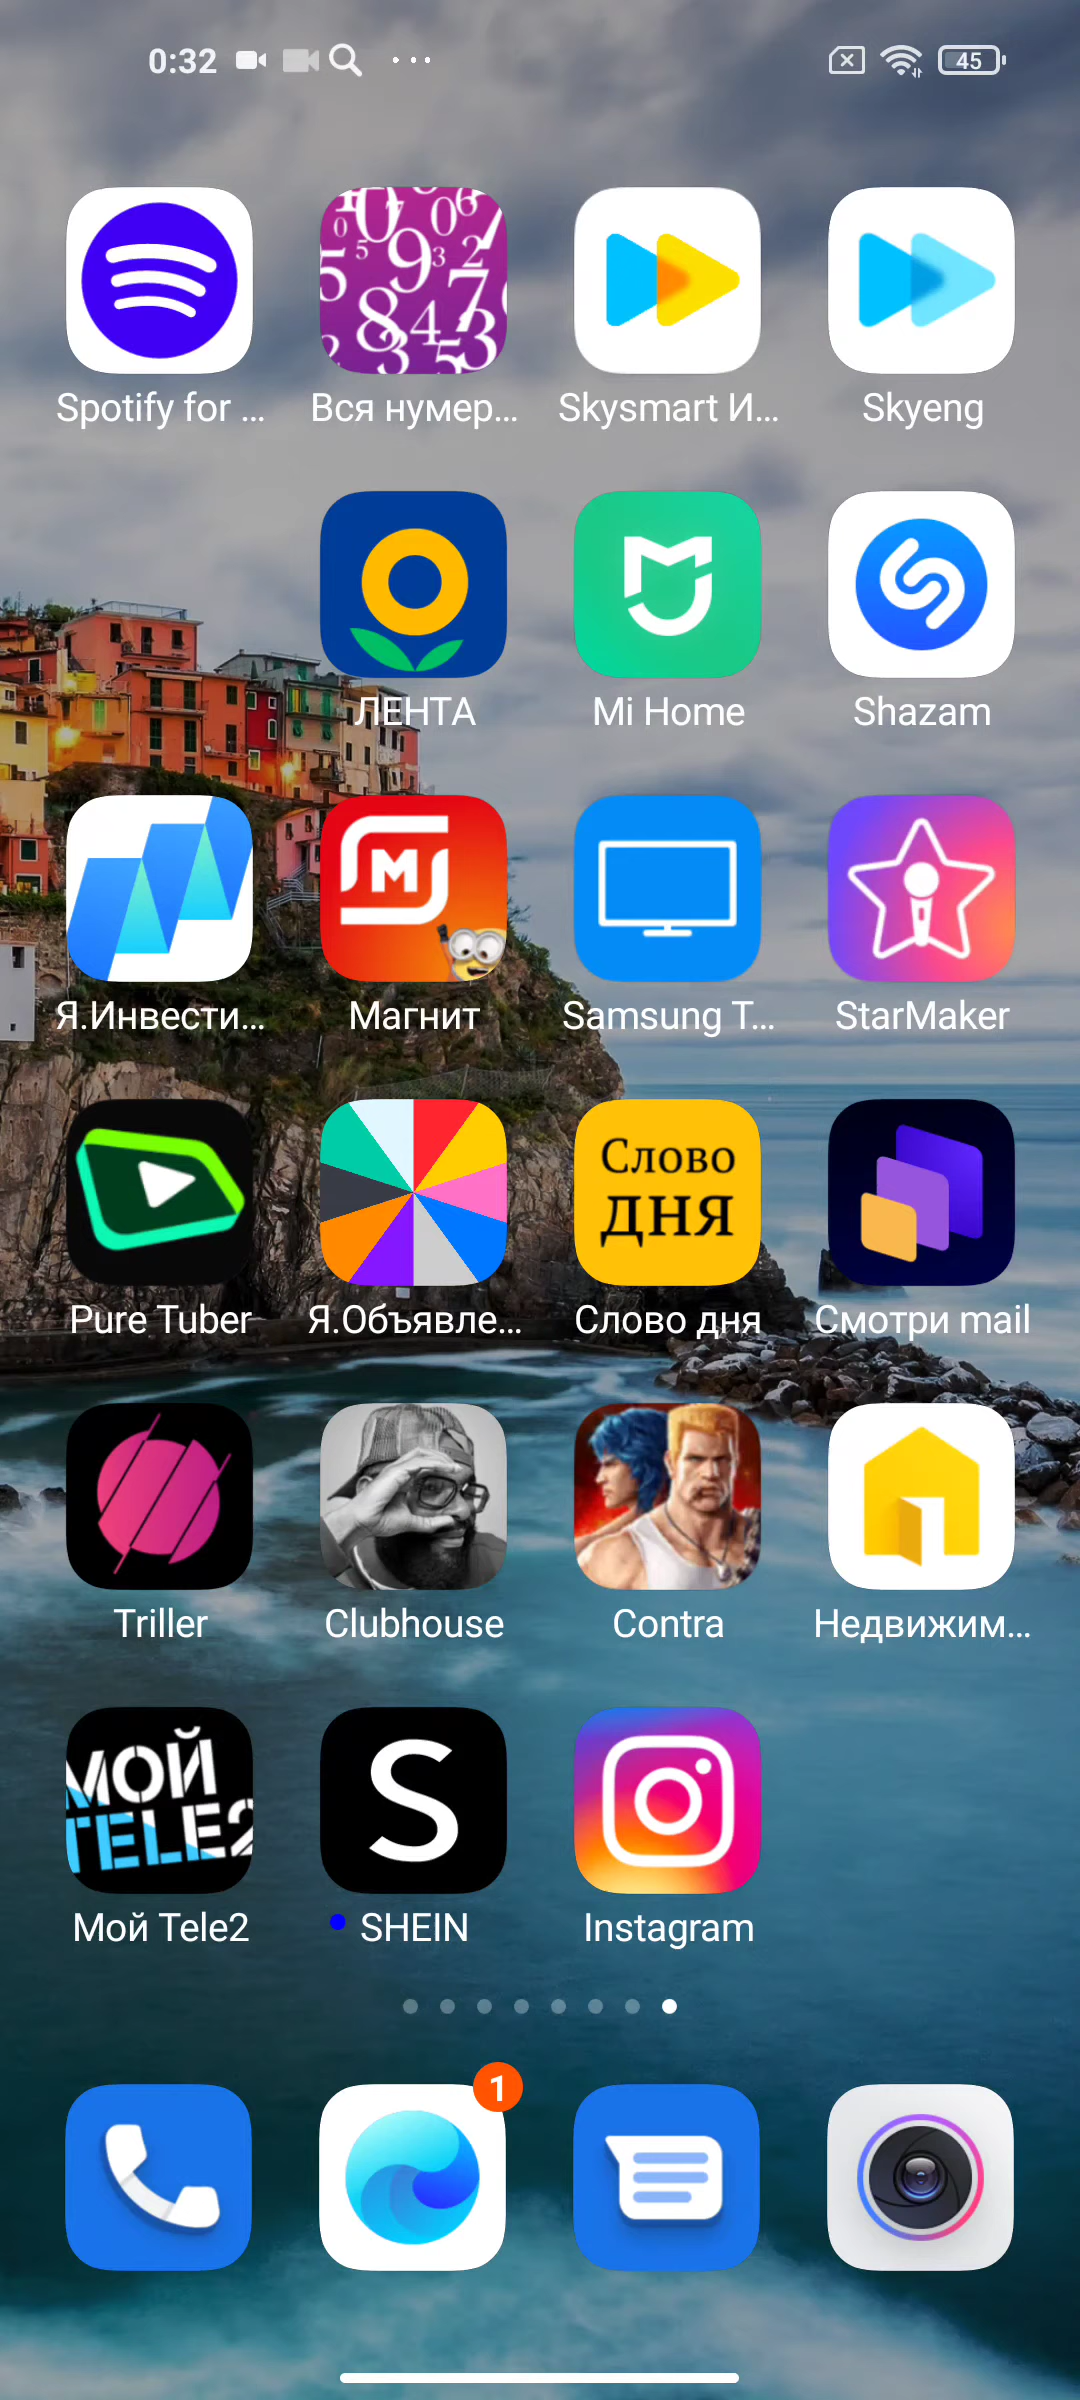 0:32
45
Spotify for ...
Вся нумер...
Skysmart И...
Skyeng
ЛЕНТА
Mi Home
Shazam
Я.Инвести...
М
Магнит
Samsung T...
StarMaker
Pure Tuber
Я.Объявле...
Слово
ДНЯ
Слово дня
Смотри mail
Triller
Clubhouse
Contra
Недвижим...
МОЙ
TELE2
Мой Tele2
S
SHEIN
Instagram
1